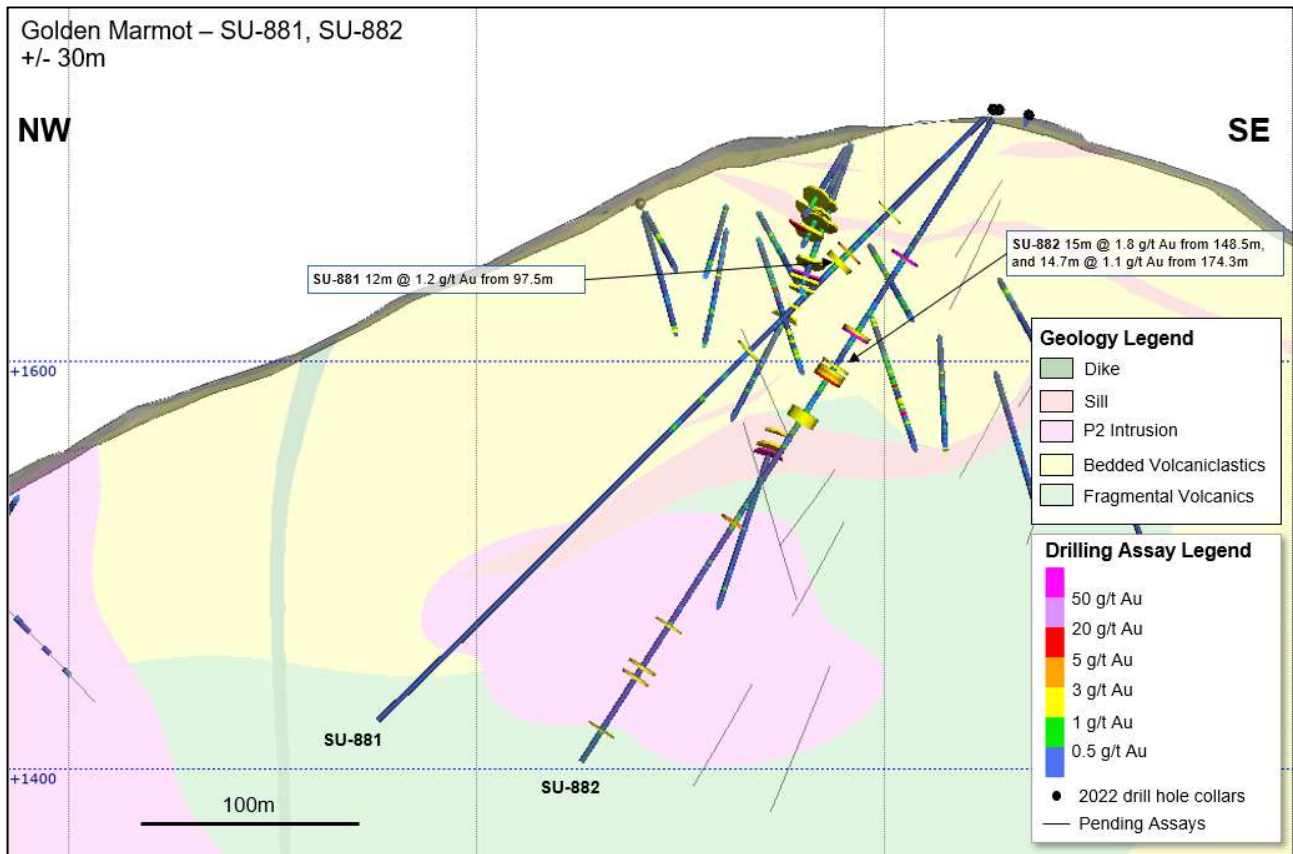 Golden Marmot – SU-881, SU-882
+/- 30m
NW
SE
SU-882 15m @ 1.8 g/t Au from 148.5m,
and 14.7m @ 1.1 g/t Au from 174.3m
SU-881 12m @ 1.2 g/t Au from 97.5m
+1600
Geology Legend
Dike
Sill
P2 Intrusion
Bedded Volcaniclastics
Fragmental Volcanics
Drilling Assay Legend
50 g/t Au
20 g/t Au
5 g/t Au
3 g/t Au
1 g/t Au
0.5 g/t Au
2022 drill hole collars
Pending Assays
SU-881
+1400
SU-882
100m